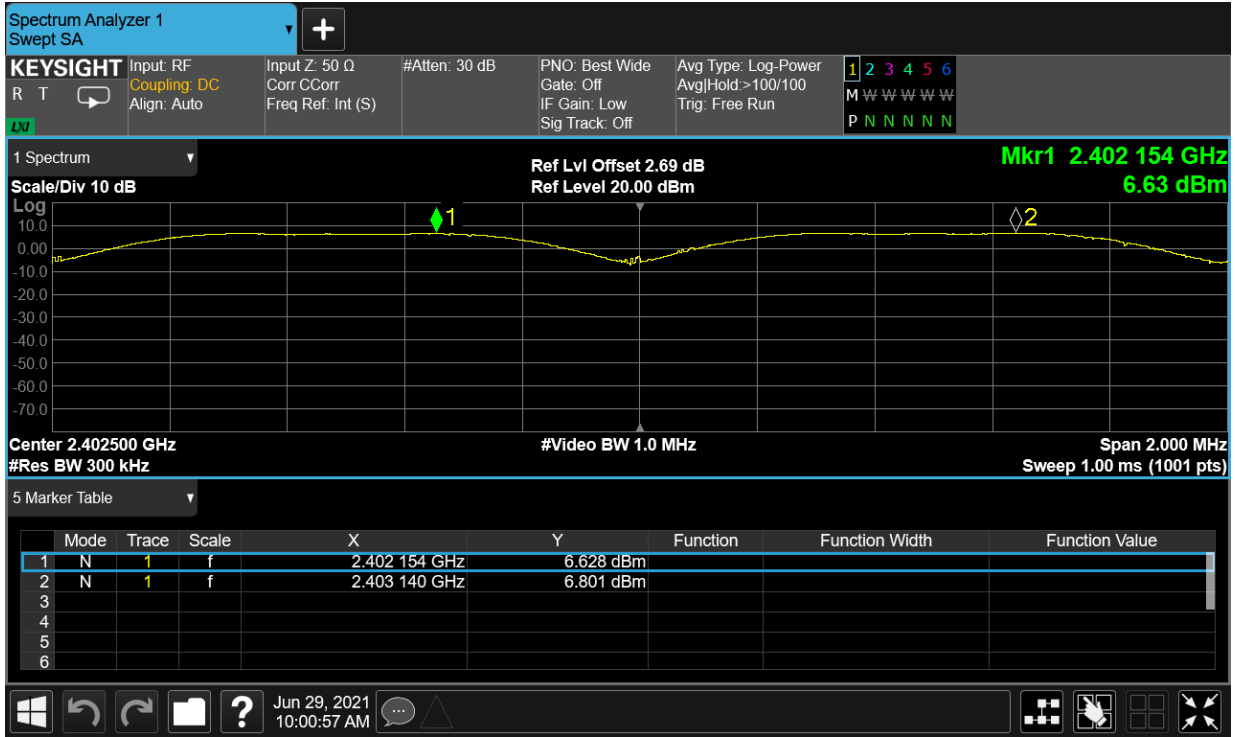 Spectrum Analyzer 1
Swept SA
KEYSIGHT Input: RF
R T Coupling: DC
Align: Auto
LXI
Input Z: 50 Ω
Corr CCorr
Freq Ref: Int (S)
#Atten: 30 dB
PNO: Best Wide
Gate: Off
IF Gain: Low
Sig Track: Off
Avg Type: Log-Power
Avg|Hold:>100/100
Trig: Free Run
1 2 3 4 5 6
M W W W W W
P N N N N N
1 Spectrum
Scale/Div 10 dB
Ref Lvl Offset 2.69 dB
Ref Level 20.00 dBm
Mkr1 2.402 154 GHz
6.63 dBm
Log
10.0
0.00
-10.0
-20.0
-30.0
-40.0
-50.0
-60.0
-70.0
1
2
Center 2.402500 GHz #Video BW 1.0 MHz Span 2.000 MHz
#Res BW 300 kHz Sweep 1.00 ms (1001 pts)
5 Marker Table
Mode Trace Scale X Y Function Function Width Function Value
1 N 1 f 2.402 154 GHz 6.628 dBm
2 N 1 f 2.403 140 GHz 6.801 dBm
3
4
5
6
? Jun 29, 2021
10:00:57 AM